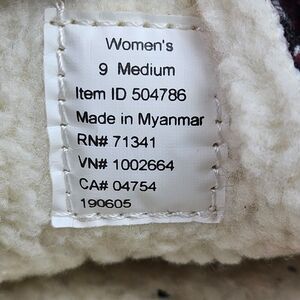 Women's
9 Medium
Item ID 504786
Made in Myanmar
RN# 71341
VN# 1002664
CA# 04754
190605